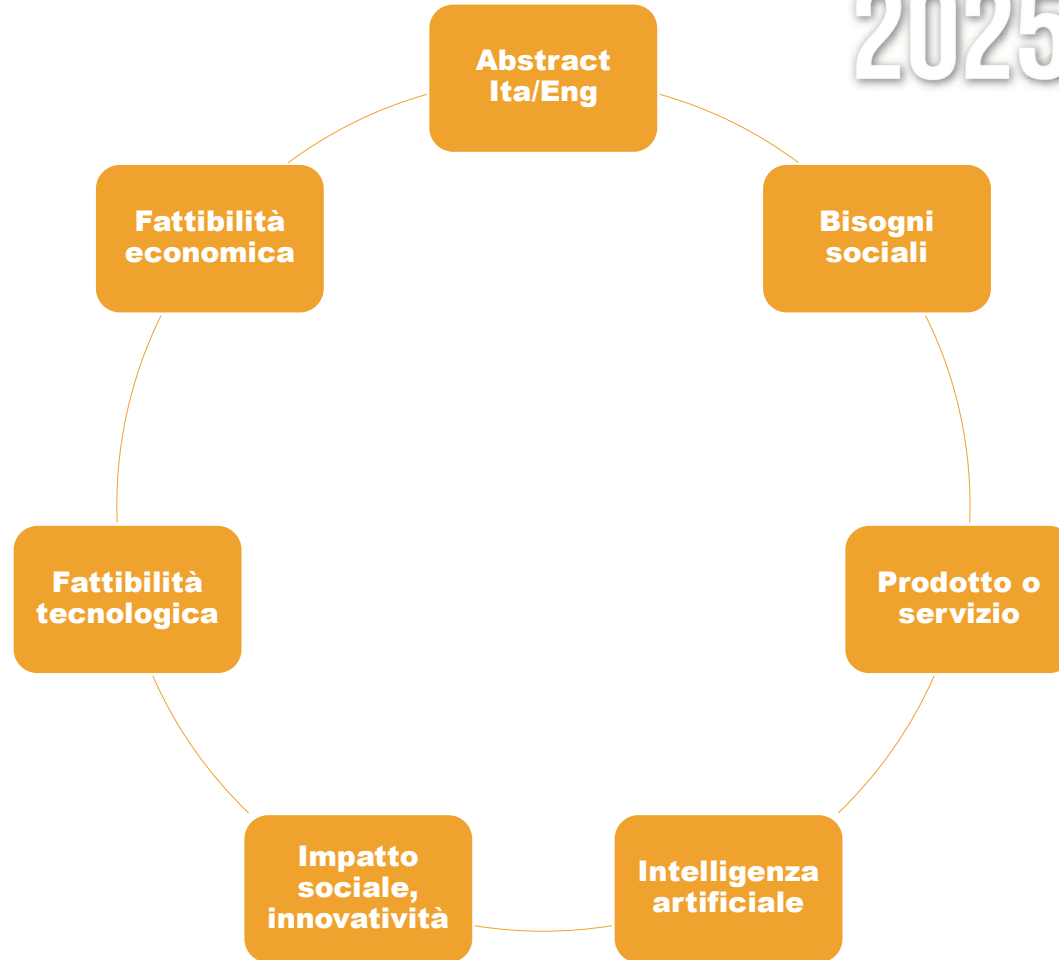 2025
Abstract
Ita/Eng
Bisogni
sociali
Prodotto o
servizio
Intelligenza
artificiale
Impatto
sociale,
innovatività
Fattibilità
tecnologica
Fattibilità
economica